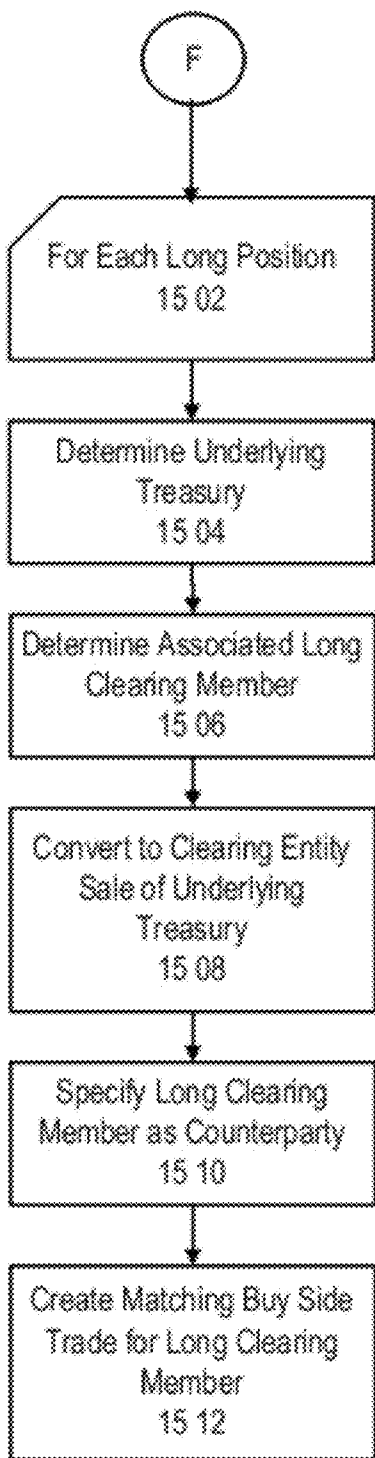 F
For Each Long Position
15 02
Determine Underlying
Treasury
15 04
Determine Associated Long
Clearing Member
15 06
Convert to Clearing Entity
Sale of Underlying
Treasury
15 08
Specify Long Clearing
Member as Counterparty
15 10
Create Matching Buy Side
Trade for Long Clearing
Member
15 12